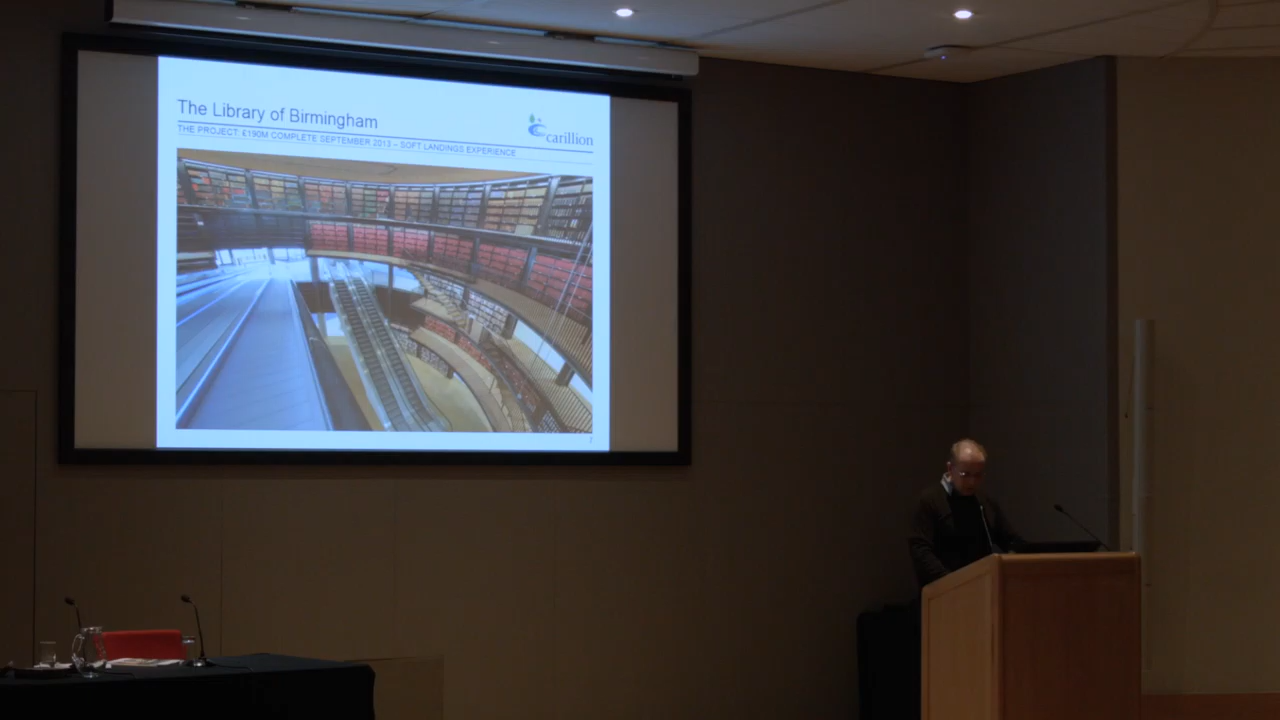 The Library of Birmingham
carillion
THE PROJECT: £190M COMPLETE SEPTEMBER 2013 – SOFT LANDINGS EXPERIENCE